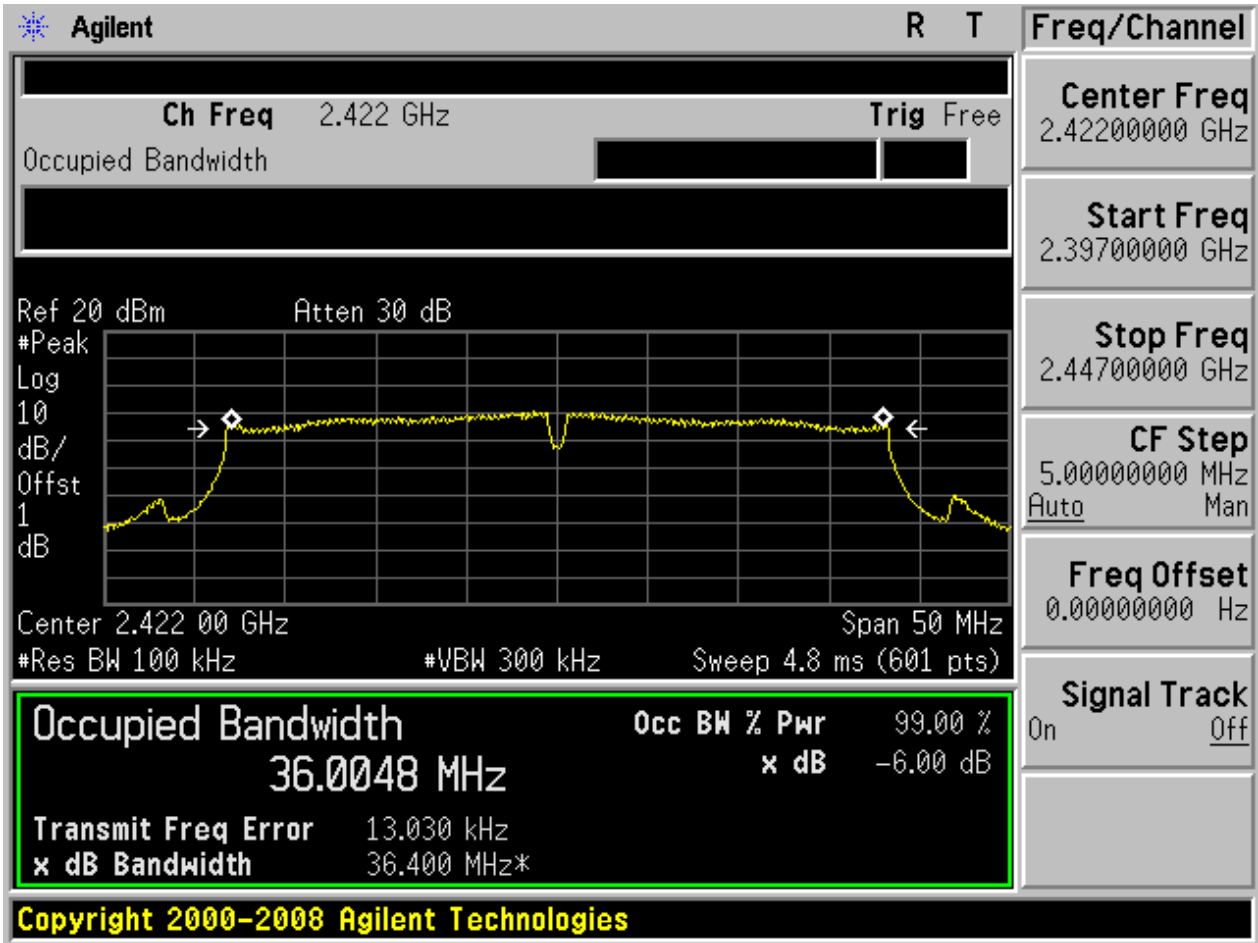 Agilent R T
Freq/Channel
Ch Freq 2.422 GHz Trig Free
Occupied Bandwidth
Center Freq
2.42200000 GHz
Start Freq
2.39700000 GHz
Stop Freq
2.44700000 GHz
CF Step
5.00000000 MHz
Auto Man
Freq Offset
0.00000000 Hz
Signal Track
On Off
Ref 20 dBm Atten 30 dB
#Peak
Log
10
dB/
Offst
1
dB
Center 2.422 00 GHz Span 50 MHz
#Res BW 100 kHz #VBW 300 kHz Sweep 4.8 ms (601 pts)
Occupied Bandwidth Occ BW % Pwr 99.00 %
36.0048 MHz x dB -6.00 dB
Transmit Freq Error 13.030 kHz
x dB Bandwidth 36.400 MHz*
Copyright 2000-2008 Agilent Technologies